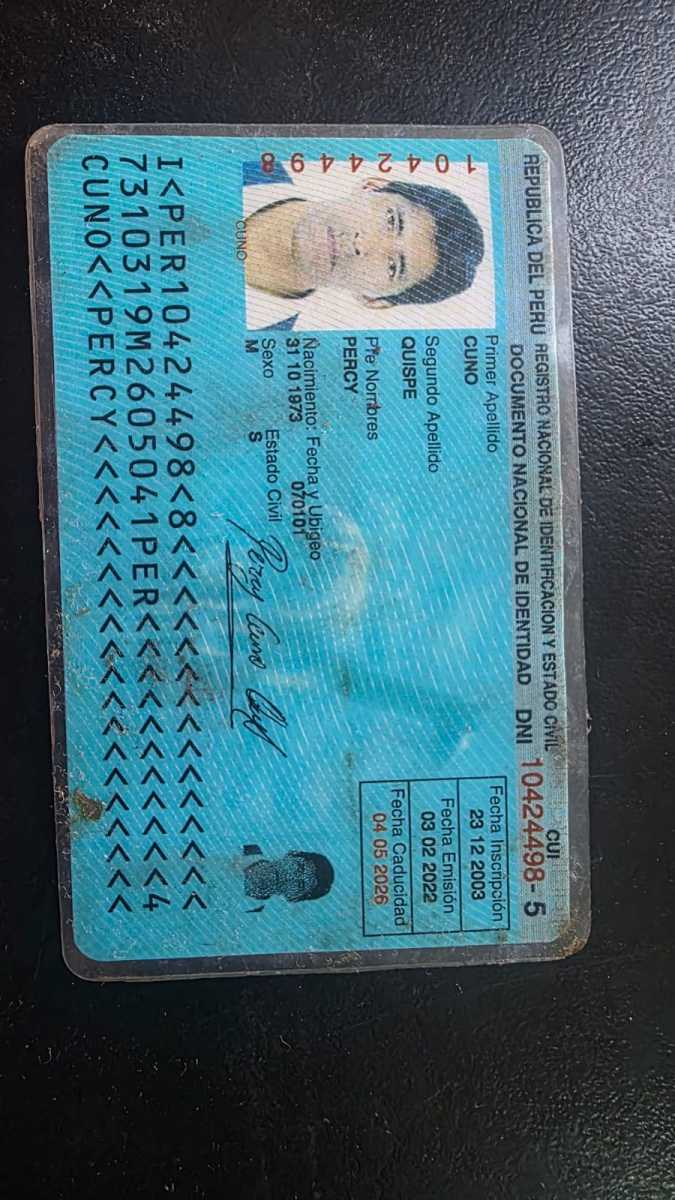 REPUBLICA DEL PERU REGISTRO NACIONAL DE IDENTIFICACION Y ESTADO CIVIL
CUI
DOCUMENTO NACIONAL DE IDENTIDAD DNI 10424498 - 5
10424498
CUNO
Primer Apellido
CUNO
Segundo Apellido
QUISPE
Pre Nombres
PERCY
Nacimiento: Fecha y Ubigeo
31 10 1973 070101
Sexo Estado Civil
M S
Percy Cuno
Fecha Inscripción
23 12 2003
Fecha Emisión
03 02 2022
Fecha Caducidad
04 05 2026
I<PER10424498<8<<<<<<<<<<<<<<<
7310319M2605041PER<<<<<<<<<<<4
CUNO<<PERCY<<<<<<<<<<<<<<<<<<<